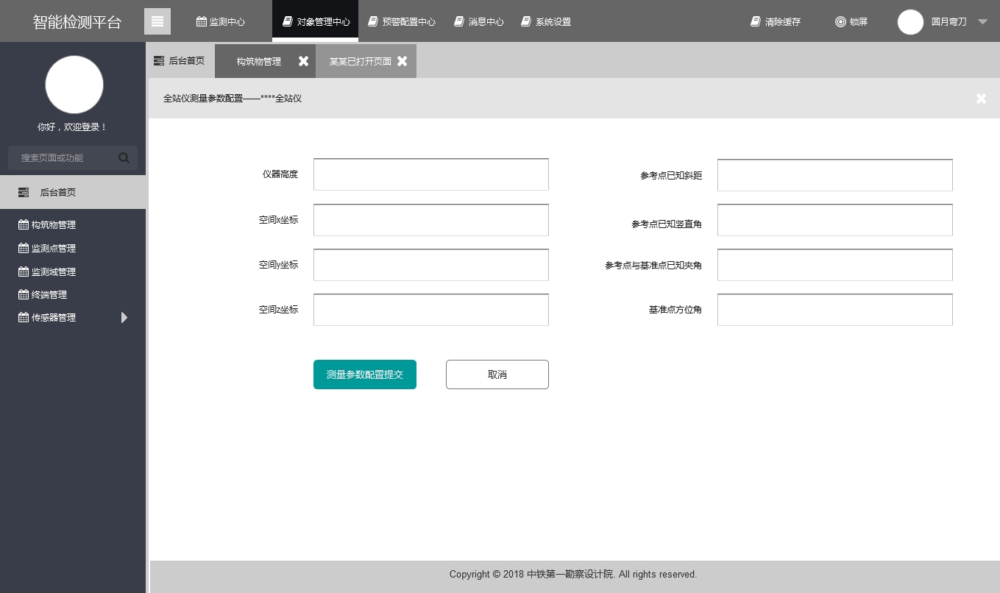 智能检测平台
监测中心
对象管理中心
预警配置中心
消息中心
系统设置
清除缓存
锁屏
圆月弯刀
后台首页
构筑物管理
某某已打开页面
全站仪测量参数配置——****全站仪
你好，欢迎登录！
搜索页面或功能
后台首页
构筑物管理
监测点管理
监测域管理
终端管理
传感器管理
仪器高度
参考点已知斜距
空间x坐标
参考点已知竖直角
空间y坐标
参考点与基准点已知夹角
空间z坐标
基准点方位角
测量参数配置提交
取消
Copyright © 2018 中铁第一勘察设计院. All rights reserved.